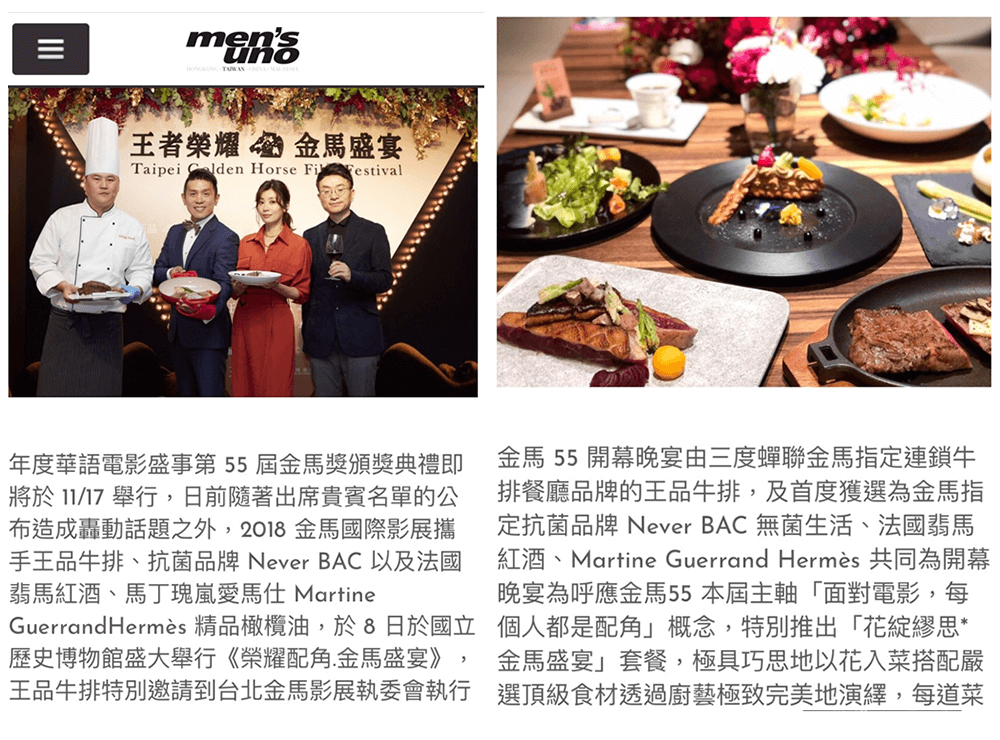 men's
uno
HONGKONG · TAIWAN · CHINA · MALAYSIA
王者榮耀 金馬盛宴
Taipei Golden Horse Film Festival
年度華語電影盛事第 55 屆金馬獎頒獎典禮即
將於 11/17 舉行，日前隨著出席貴賓名單的公
布造成轟動話題之外，2018 金馬國際影展攜
手王品牛排、抗菌品牌 Never BAC 以及法國
翡馬紅酒、馬丁瑰嵐愛馬仕 Martine
GuerrandHermès 精品橄欖油，於 8 日於國立
歷史博物館盛大舉行《榮耀配角.金馬盛宴》，
王品牛排特別邀請到台北金馬影展執委會執行
金馬 55 開幕晚宴由三度蟬聯金馬指定連鎖牛
排餐廳品牌的王品牛排，及首度獲選為金馬指
定抗菌品牌 Never BAC 無菌生活、法國翡馬
紅酒、Martine Guerrand Hermès 共同為開幕
晚宴為呼應金馬55 本屆主軸「面對電影，每
個人都是配角」概念，特別推出「花綻繆思*
金馬盛宴」套餐，極具巧思地以花入菜搭配嚴
選頂級食材透過廚藝極致完美地演繹，每道菜